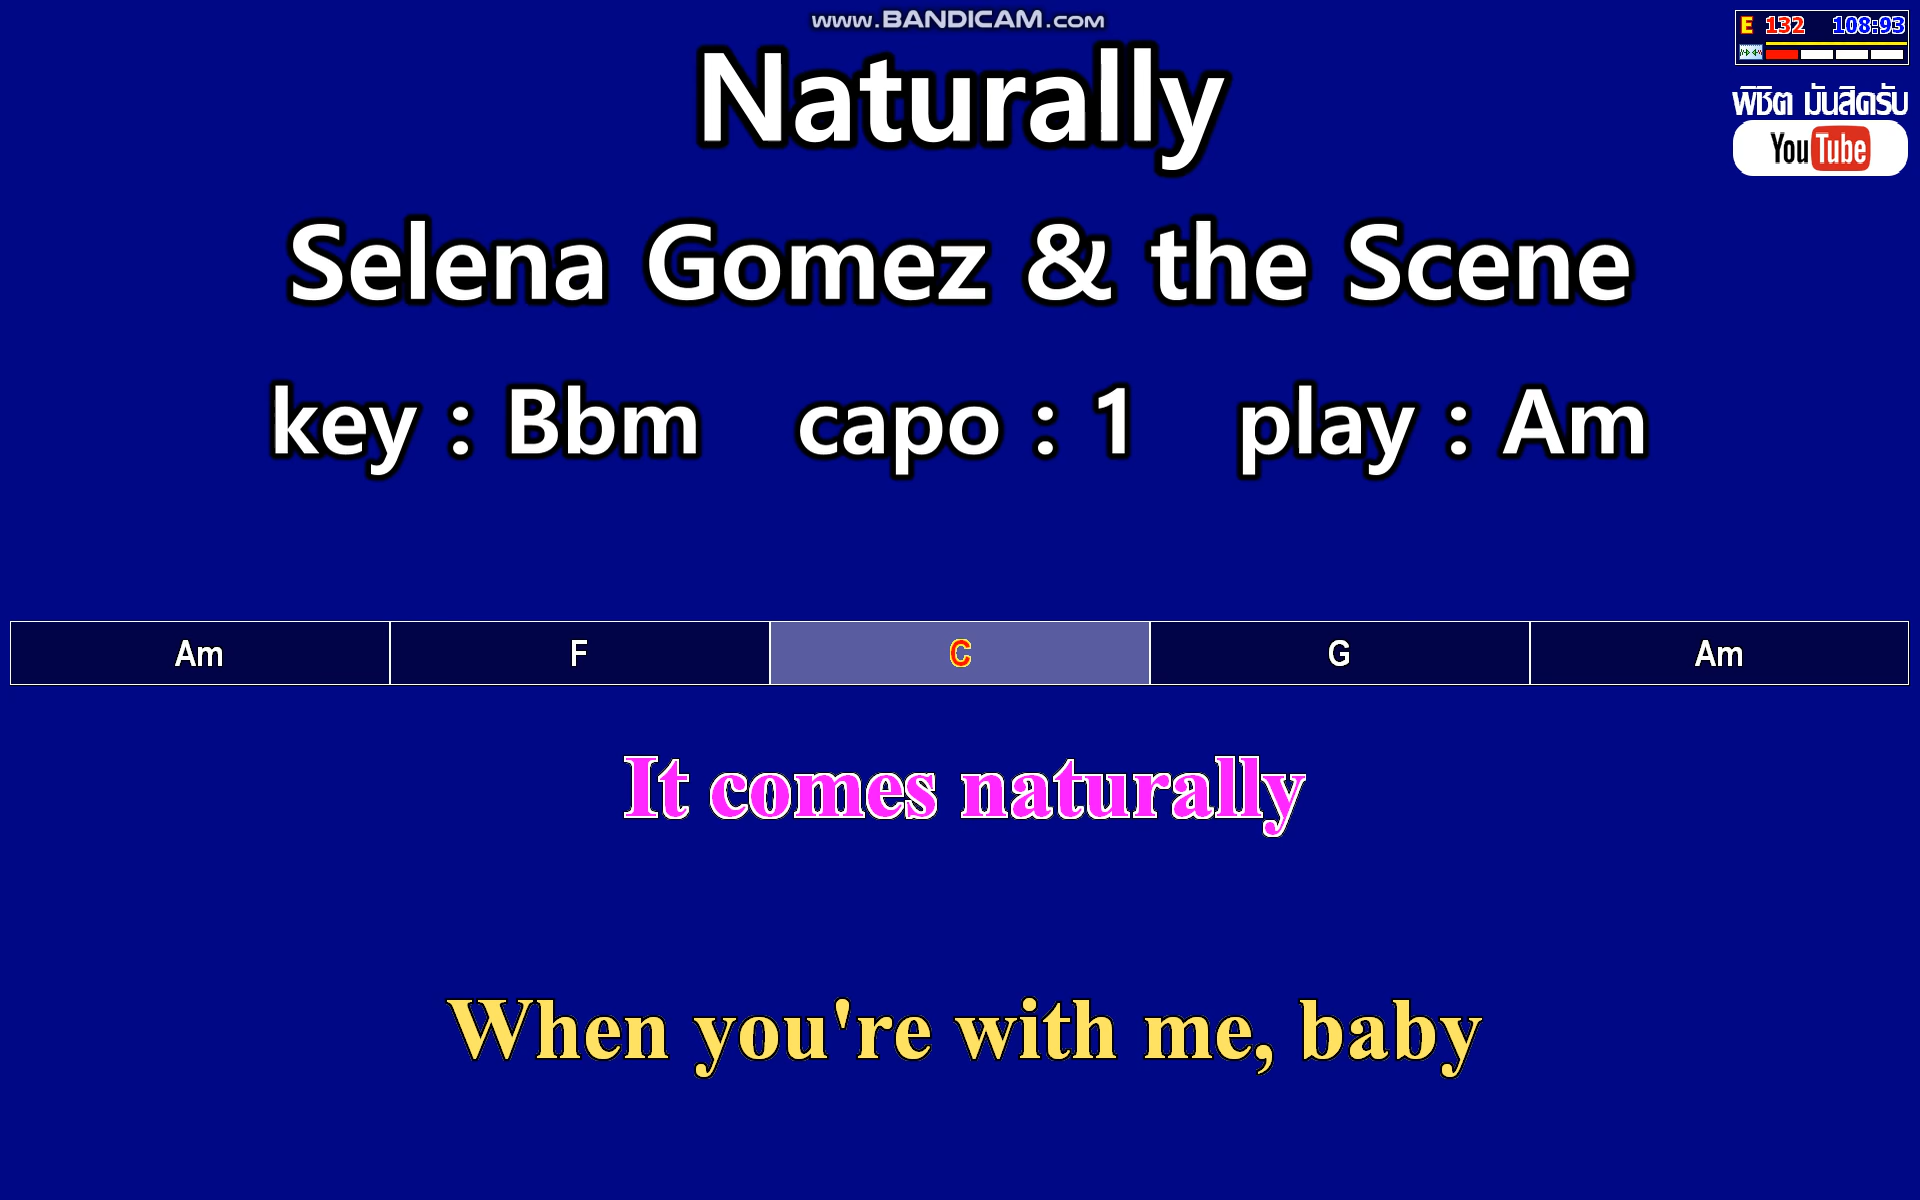 www.BANDICAM.com
E 132 108:93
Naturally
พิชิต มันสิครับ
YouTube
Selena Gomez & the Scene
key : Bbm capo : 1 play : Am
Am F C G Am
It comes naturally
When you're with me, baby